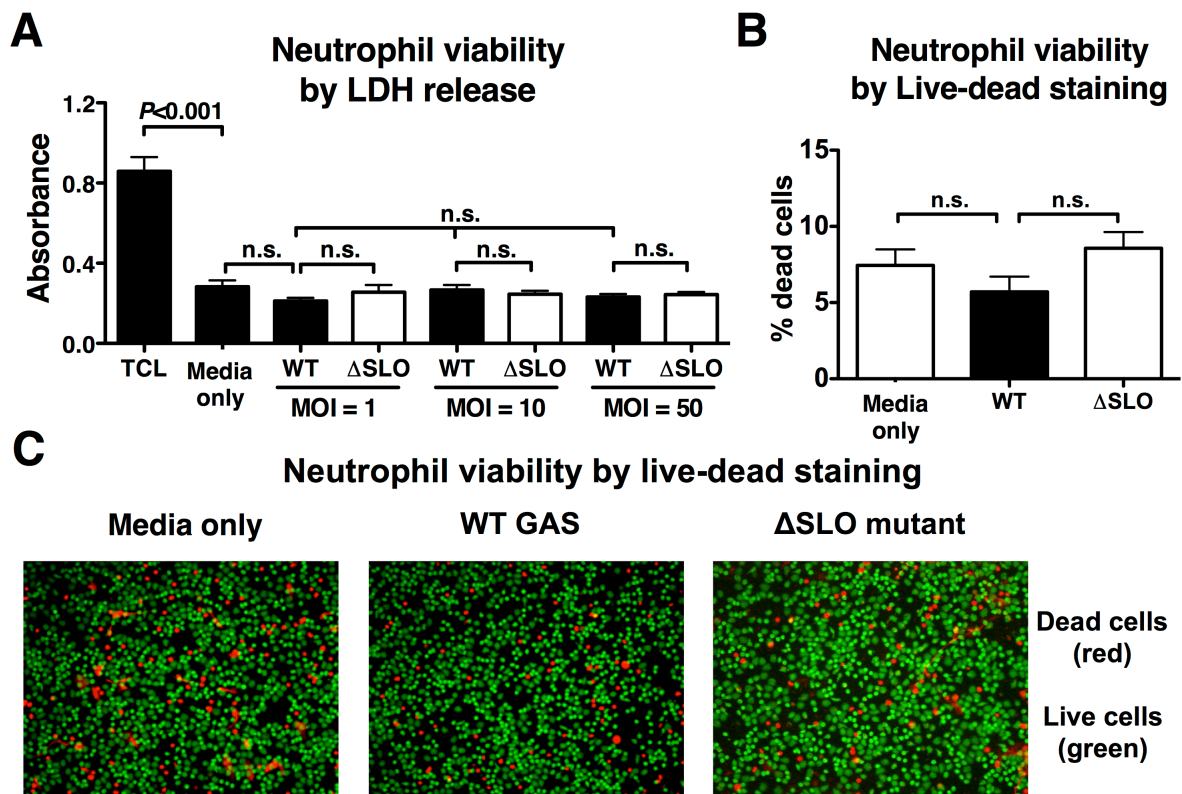 A
Neutrophil viability
by LDH release
Absorbance
1.2
0.8
0.4
0.0
P<0.001
n.s.
n.s.
n.s.
n.s.
n.s.
TCL
Media
only
WT
ΔSLO
WT
ΔSLO
WT
ΔSLO
MOI = 1
MOI = 10
MOI = 50
B
Neutrophil viability
by Live-dead staining
% dead cells
15
10
5
0
n.s.
n.s.
Media
only
WT
ΔSLO
C
Neutrophil viability by live-dead staining
Media only
WT GAS
ΔSLO mutant
Dead cells
(red)
Live cells
(green)